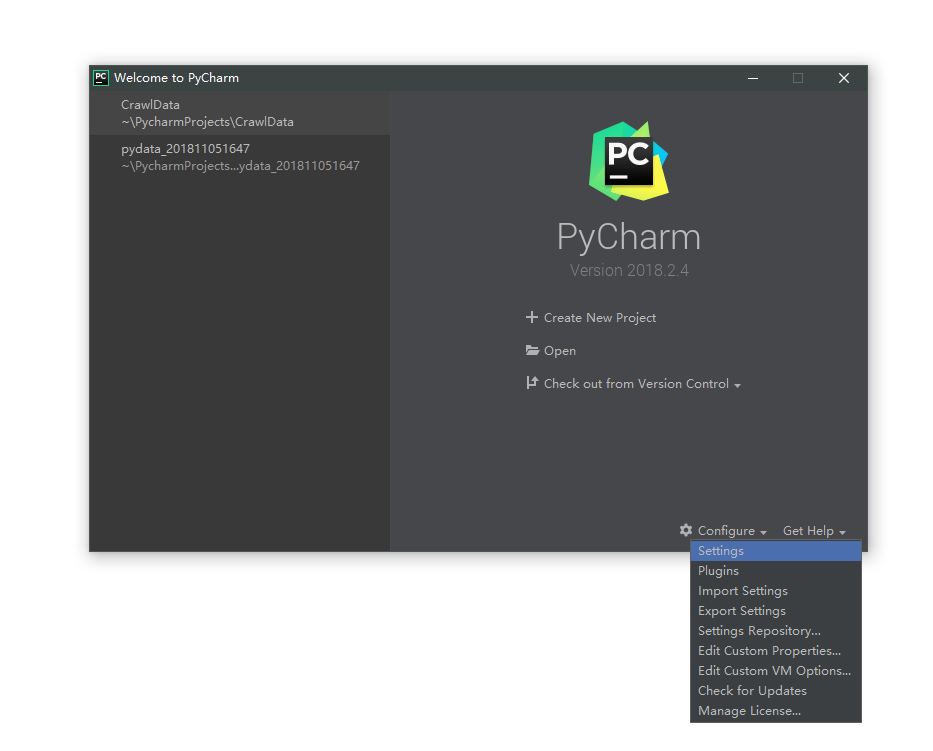 PC Welcome to PyCharm
CrawlData
~\PycharmProjects\CrawlData
pydata_201811051647
~\PycharmProjects...ydata_201811051647
PC
PyCharm
Version 2018.2.4
Create New Project
Open
Check out from Version Control
Configure Get Help
Settings
Plugins
Import Settings
Export Settings
Settings Repository...
Edit Custom Properties...
Edit Custom VM Options...
Check for Updates
Manage License...